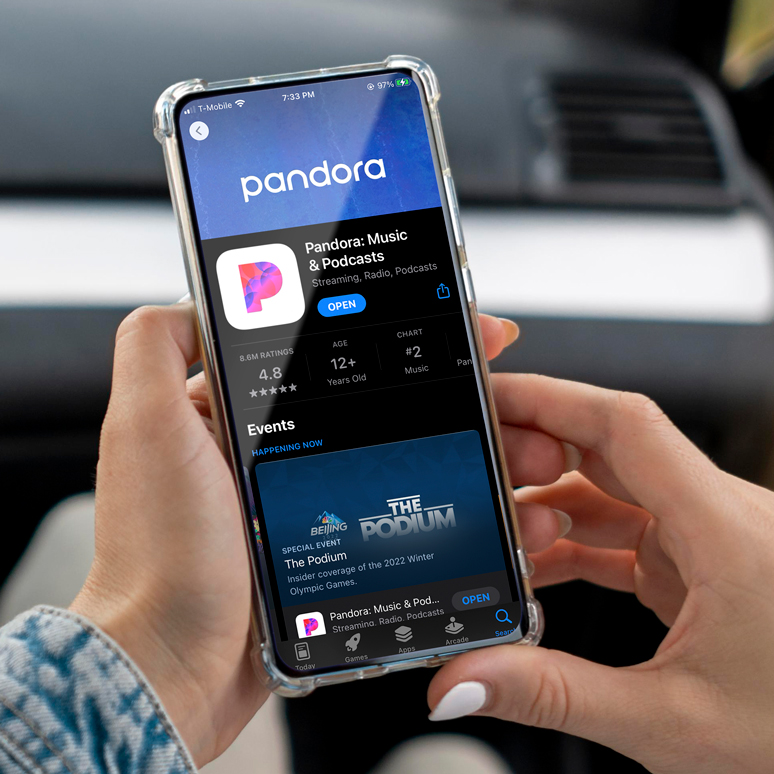 T-Mobile 7:33 PM 97%
pandora
Pandora: Music
& Podcasts
Streaming, Radio, Podcasts
OPEN
8.6M RATINGS AGE CHART
4.8 12+ #2
Years Old Music Pan
Events
HAPPENING NOW
THE
PODIUM
BEIJING
SPECIAL EVENT
The Podium
Insider coverage of the 2022 Winter
Olympic Games.
Pandora: Music & Pod...
Streaming, Radio, Podcasts
OPEN
Today Games Apps Arcade Search